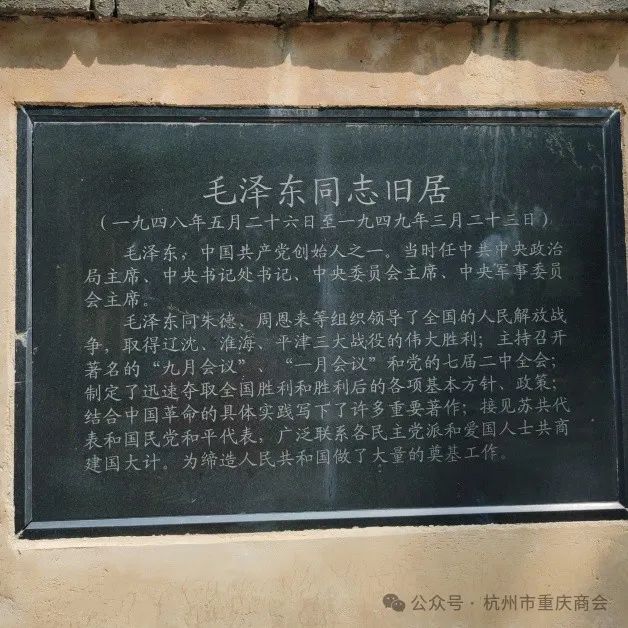 毛泽东同志旧居
(一九四八年五月二十六日至一九四九年三月二十三日)
毛泽东,中国共产党创始人之一。当时任中共中央政治
局主席、中央书记处书记、中央委员会主席、中央军事委员
会主席。
毛泽东同朱德、周恩来等组织领导了全国的人民解放战
争,取得辽沈、淮海、平津三大战役的伟大胜利;主持召开
著名的“九月会议”、“一月会议”和党的七届二中全会;
制定了迅速夺取全国胜利和胜利后的各项基本方针、政策;
结合中国革命的具体实践写下了许多重要著作;接见苏共代
表和国民党和平代表,广泛联系各民主党派和爱国人士共商
建国大计。为缔造人民共和国做了大量的奠基工作。
公众号·杭州市重庆商会